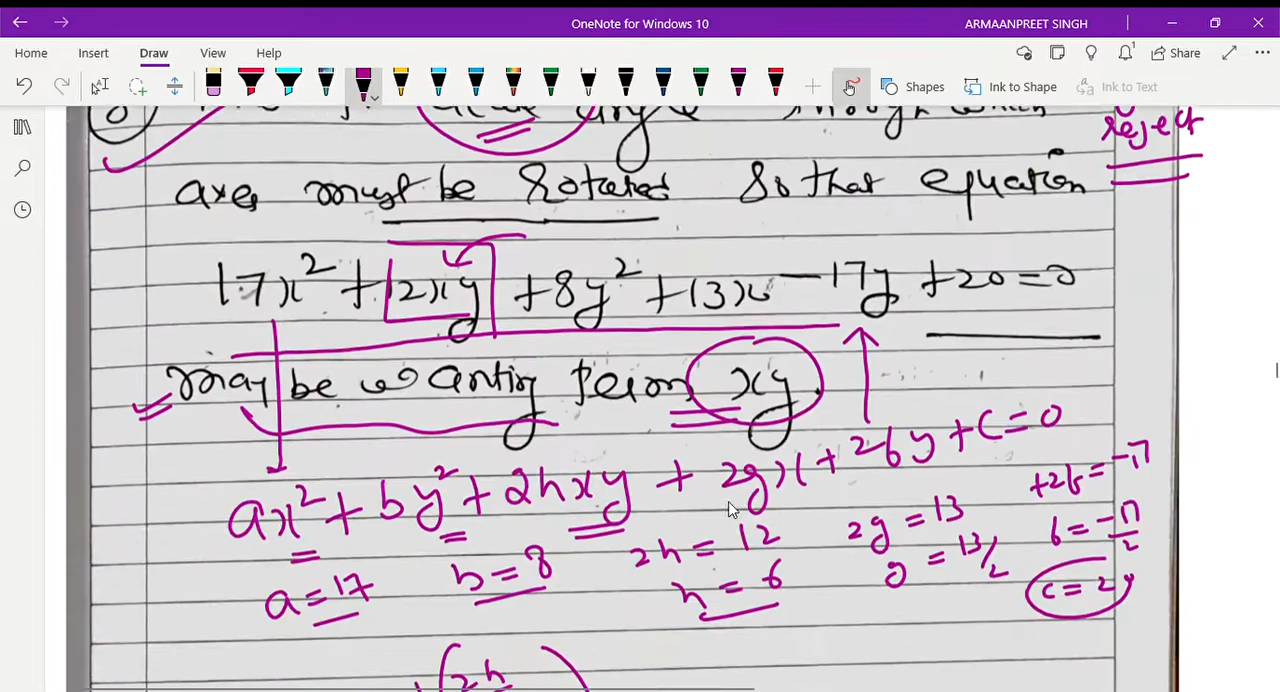 OneNote for Windows 10
ARMAANPREET SINGH
Home Insert Draw View Help
Share
Shapes Ink to Shape Ink to Text
which
reject
axes must be Rotated So that equation
17x² + 12xy + 8y² + 13x - 17y + 20 = 0
may be wanting term xy.
ax² + by² + 2hxy + 2gx + 2fy + c = 0
a = 17 b = 8 2h = 12 2g = 13 +2f = -17
h = 6 g = 13/2 f = -17/2
2h